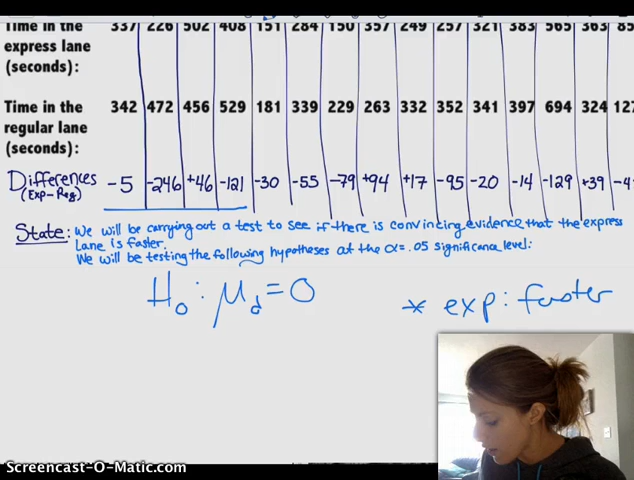 Time in the 337 226 502 408 151 284 150 357 249 257 321 383 565 363 85
express lane
(seconds):
Time in the 342 472 456 529 181 339 229 263 332 352 341 397 694 324 127
regular lane
(seconds):
Differences -5 -246 +46 -121 -30 -55 -79 +94 +17 -95 -20 -14 -129 +39 -4
(Exp-Reg)
State: We will be carrying out a test to see if there is convincing evidence that the express
Lane is faster.
We will be testing the following hypotheses at the α=.05 significance level:
H₀: μd=0
* exp: faster
Screencast-O-Matic.com